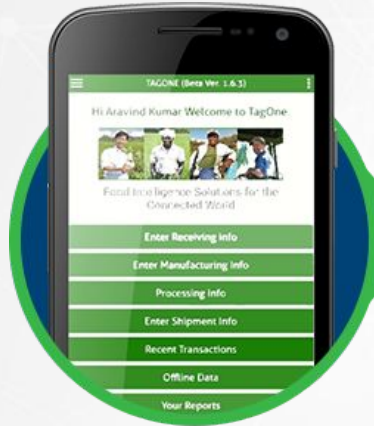 TAGONE (Beta Ver. 1.6.3)
Hi Aravind Kumar Welcome to TagOne.
Food Intelligence Solutions for the
Connected World
Enter Receiving Info
Enter Manufacturing Info
Processing Info
Enter Shipment Info
Recent Transactions
Offline Data
Your Reports